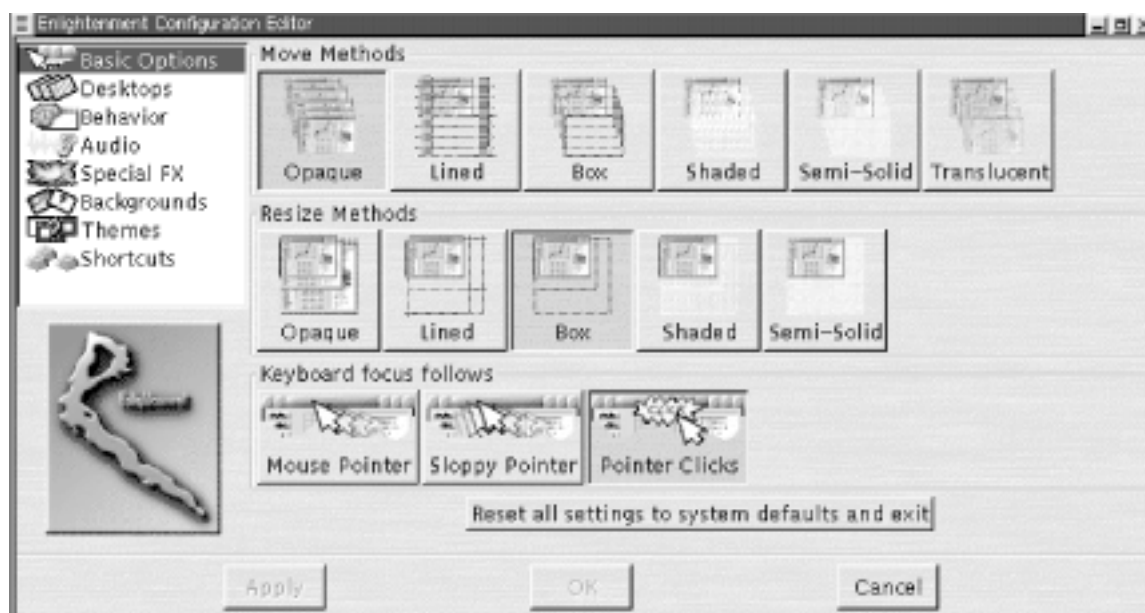 Enlightenment Configuration Editor
Basic Options
Desktops
Behavior
Audio
Special FX
Backgrounds
Themes
Shortcuts
Move Methods
Opaque
Lined
Box
Shaded
Semi-Solid
Translucent
Resize Methods
Opaque
Lined
Box
Shaded
Semi-Solid
Keyboard focus follows
Mouse Pointer
Sloppy Pointer
Pointer Clicks
Reset all settings to system defaults and exit
Apply
OK
Cancel